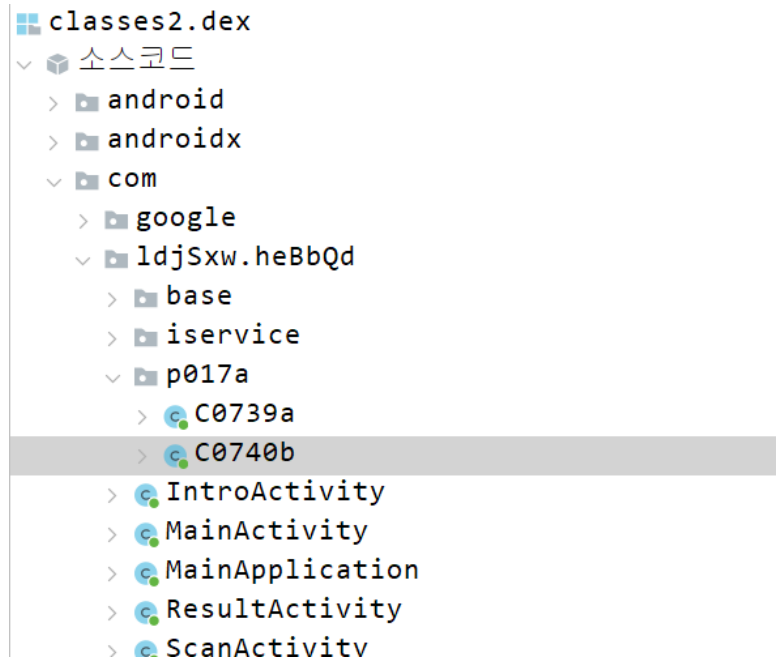 classes2.dex
소스코드
android
androidx
com
google
ldjSxw.heBbQd
base
iservice
p017a
C0739a
C0740b
IntroActivity
MainActivity
MainApplication
ResultActivity
ScanActivity